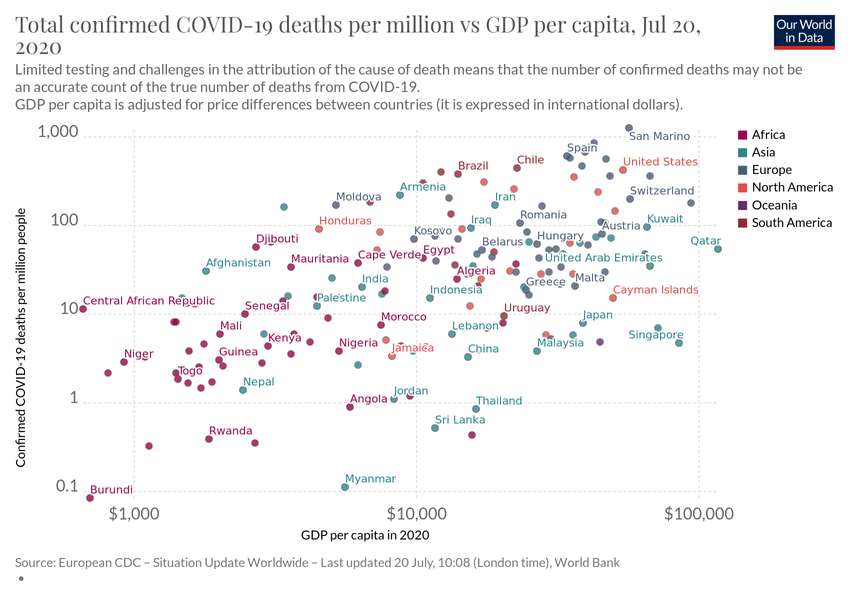 Total confirmed COVID-19 deaths per million vs GDP per capita, Jul 20,
2020
Our World
in Data
Limited testing and challenges in the attribution of the cause of death means that the number of confirmed deaths may not be
an accurate count of the true number of deaths from COVID-19.
GDP per capita is adjusted for price differences between countries (it is expressed in international dollars).
1,000
San Marino
Africa
Spain
Asia
Brazil
Chile
United States
Europe
Armenia
North America
Moldova
Iran
Switzerland
Oceania
South America
100
Honduras
Iraq
Romania
Austria
Kuwait
Djibouti
Kosovo
Belarus
Hungary
Qatar
Afghanistan
Mauritania
Cape Verde
Egypt
United Arab Emirates
India
Algeria
Greece
Malta
Central African Republic
Palestine
Indonesia
Cayman Islands
10
Senegal
Morocco
Uruguay
Japan
Mali
Kenya
Lebanon
Singapore
Niger
Guinea
Nigeria
Jamaica
China
Malaysia
Togo
Nepal
Jordan
1
Angola
Thailand
Rwanda
Sri Lanka
Myanmar
0.1
Burundi
Confirmed COVID-19 deaths per million people
$1,000
$10,000
$100,000
GDP per capita in 2020
Source: European CDC – Situation Update Worldwide – Last updated 20 July, 10:08 (London time), World Bank